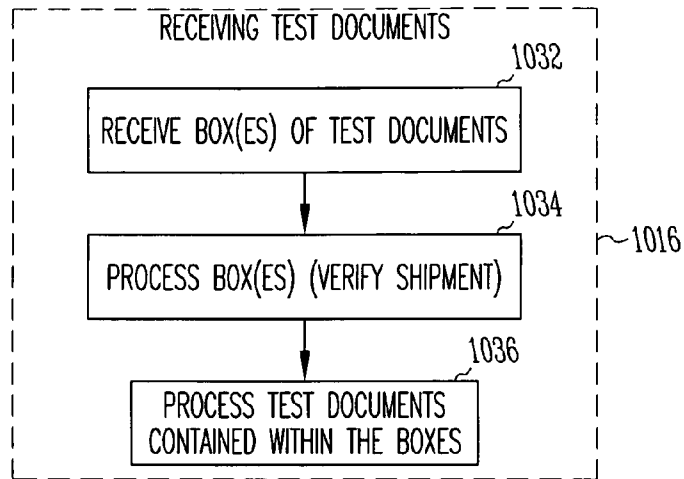 RECEIVING TEST DOCUMENTS
1032
RECEIVE BOX(ES) OF TEST DOCUMENTS
1034
PROCESS BOX(ES) (VERIFY SHIPMENT)
1016
1036
PROCESS TEST DOCUMENTS
CONTAINED WITHIN THE BOXES